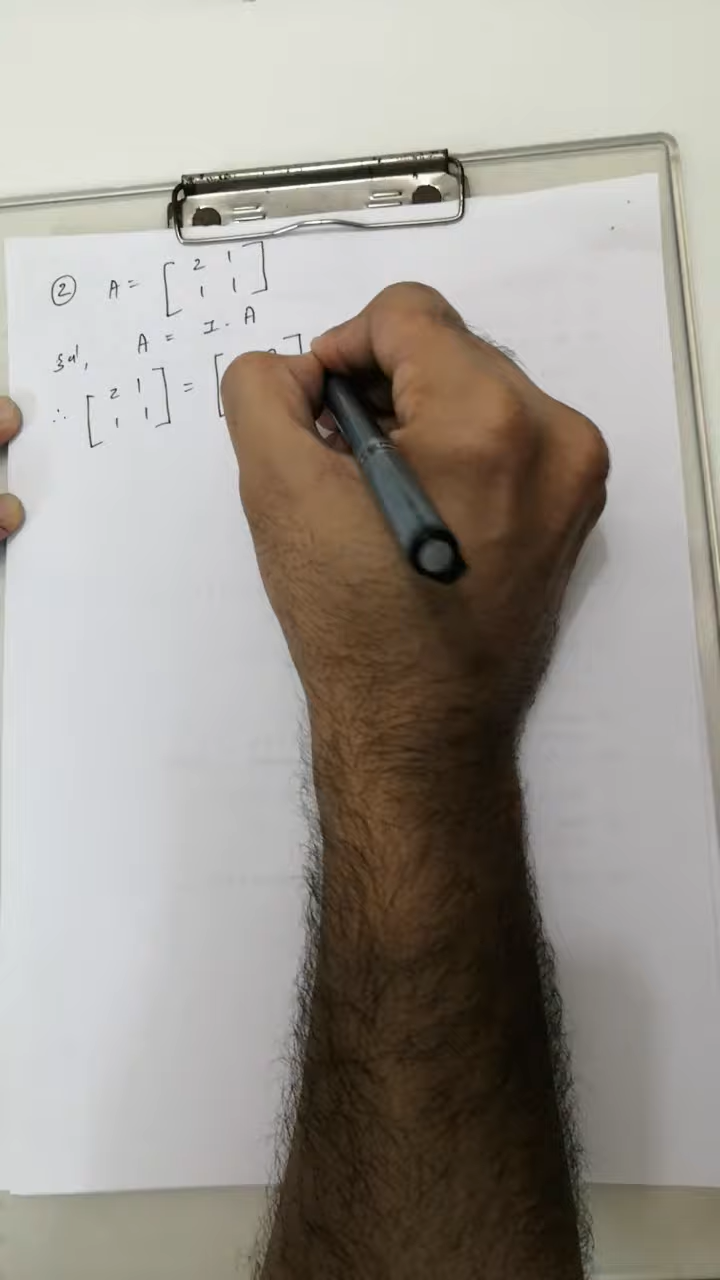 ② A = [ 2 1
1 1 ]
Sol, A = I . A
∴ [ 2 1
1 1 ] = [